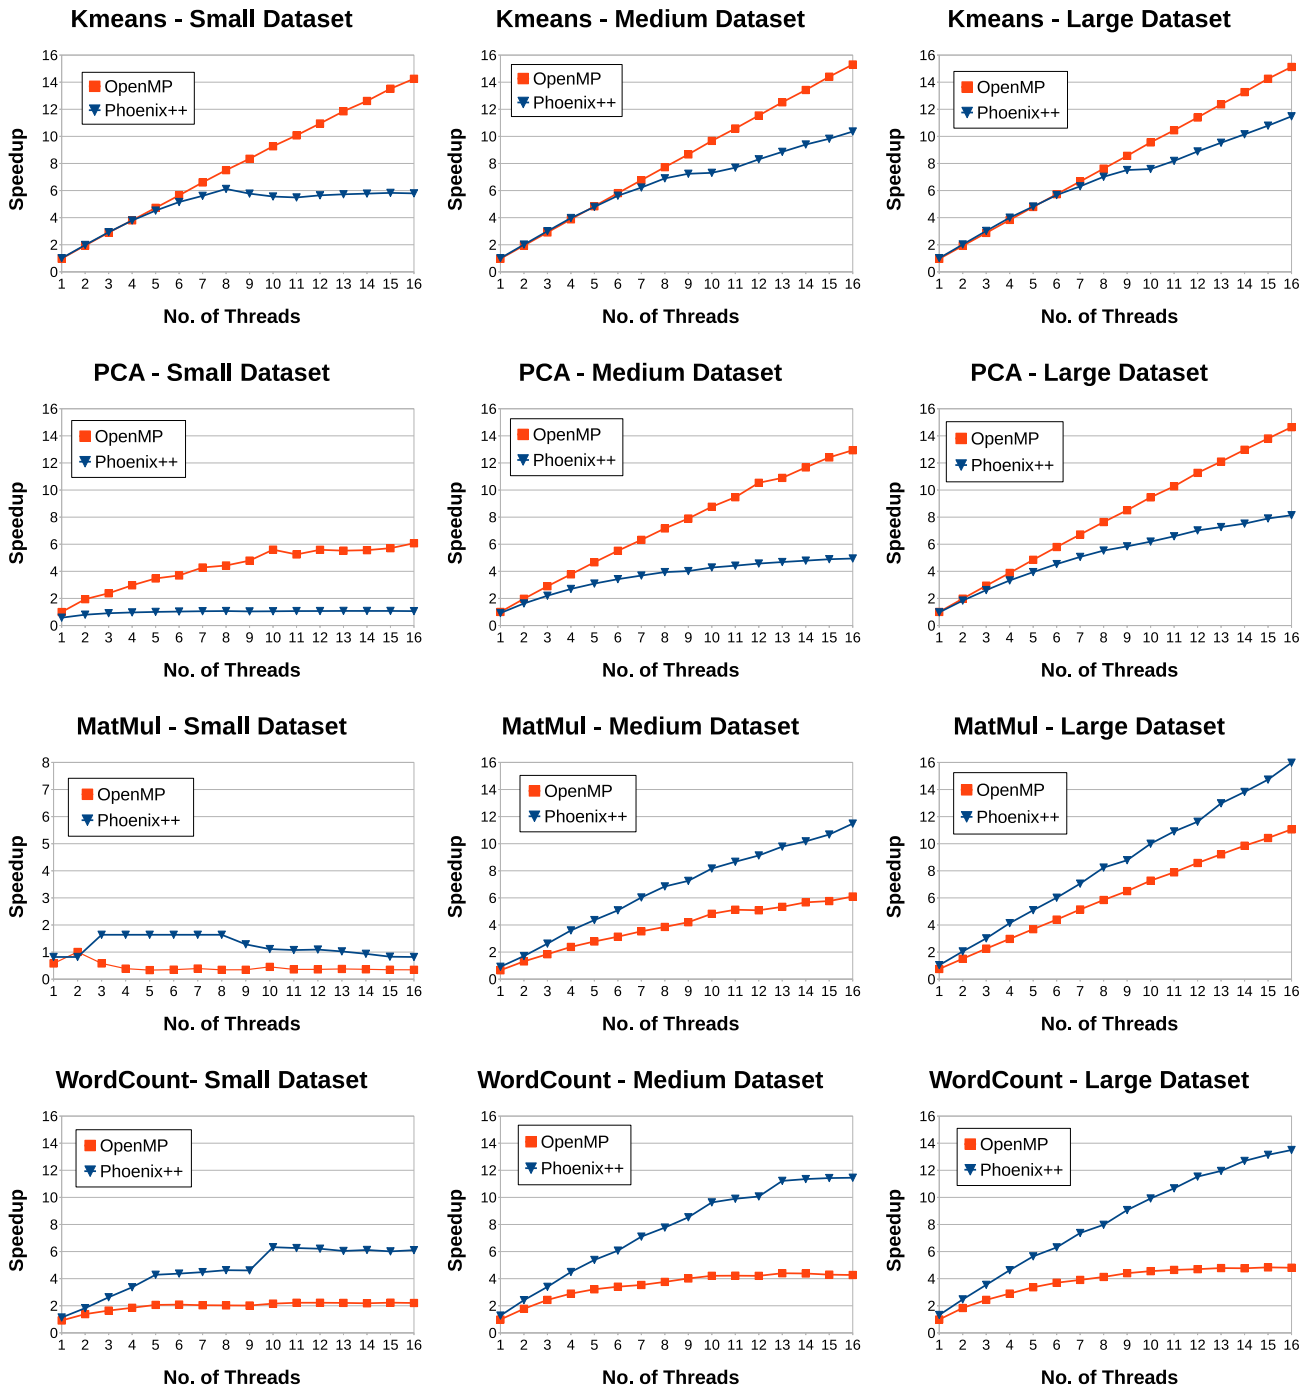 Kmeans - Small Dataset
16
14
12
10
8
6
4
2
0
Speedup
OpenMP
Phoenix++
1 2 3 4 5 6 7 8 9 10 11 12 13 14 15 16
No. of Threads
Kmeans - Medium Dataset
16
14
12
10
8
6
4
2
0
Speedup
OpenMP
Phoenix++
1 2 3 4 5 6 7 8 9 10 11 12 13 14 15 16
No. of Threads
Kmeans - Large Dataset
16
14
12
10
8
6
4
2
0
Speedup
OpenMP
Phoenix++
1 2 3 4 5 6 7 8 9 10 11 12 13 14 15 16
No. of Threads
PCA - Small Dataset
16
14
12
10
8
6
4
2
0
Speedup
OpenMP
Phoenix++
1 2 3 4 5 6 7 8 9 10 11 12 13 14 15 16
No. of Threads
PCA - Medium Dataset
16
14
12
10
8
6
4
2
0
Speedup
OpenMP
Phoenix++
1 2 3 4 5 6 7 8 9 10 11 12 13 14 15 16
No. of Threads
PCA - Large Dataset
16
14
12
10
8
6
4
2
0
Speedup
OpenMP
Phoenix++
1 2 3 4 5 6 7 8 9 10 11 12 13 14 15 16
No. of Threads
MatMul - Small Dataset
8
7
6
5
4
3
2
1
0
Speedup
OpenMP
Phoenix++
1 2 3 4 5 6 7 8 9 10 11 12 13 14 15 16
No. of Threads
MatMul - Medium Dataset
16
14
12
10
8
6
4
2
0
Speedup
OpenMP
Phoenix++
1 2 3 4 5 6 7 8 9 10 11 12 13 14 15 16
No. of Threads
MatMul - Large Dataset
16
14
12
10
8
6
4
2
0
Speedup
OpenMP
Phoenix++
1 2 3 4 5 6 7 8 9 10 11 12 13 14 15 16
No. of Threads
WordCount- Small Dataset
16
14
12
10
8
6
4
2
0
Speedup
OpenMP
Phoenix++
1 2 3 4 5 6 7 8 9 10 11 12 13 14 15 16
No. of Threads
WordCount - Medium Dataset
16
14
12
10
8
6
4
2
0
Speedup
OpenMP
Phoenix++
1 2 3 4 5 6 7 8 9 10 11 12 13 14 15 16
No. of Threads
WordCount - Large Dataset
16
14
12
10
8
6
4
2
0
Speedup
OpenMP
Phoenix++
1 2 3 4 5 6 7 8 9 10 11 12 13 14 15 16
No. of Threads